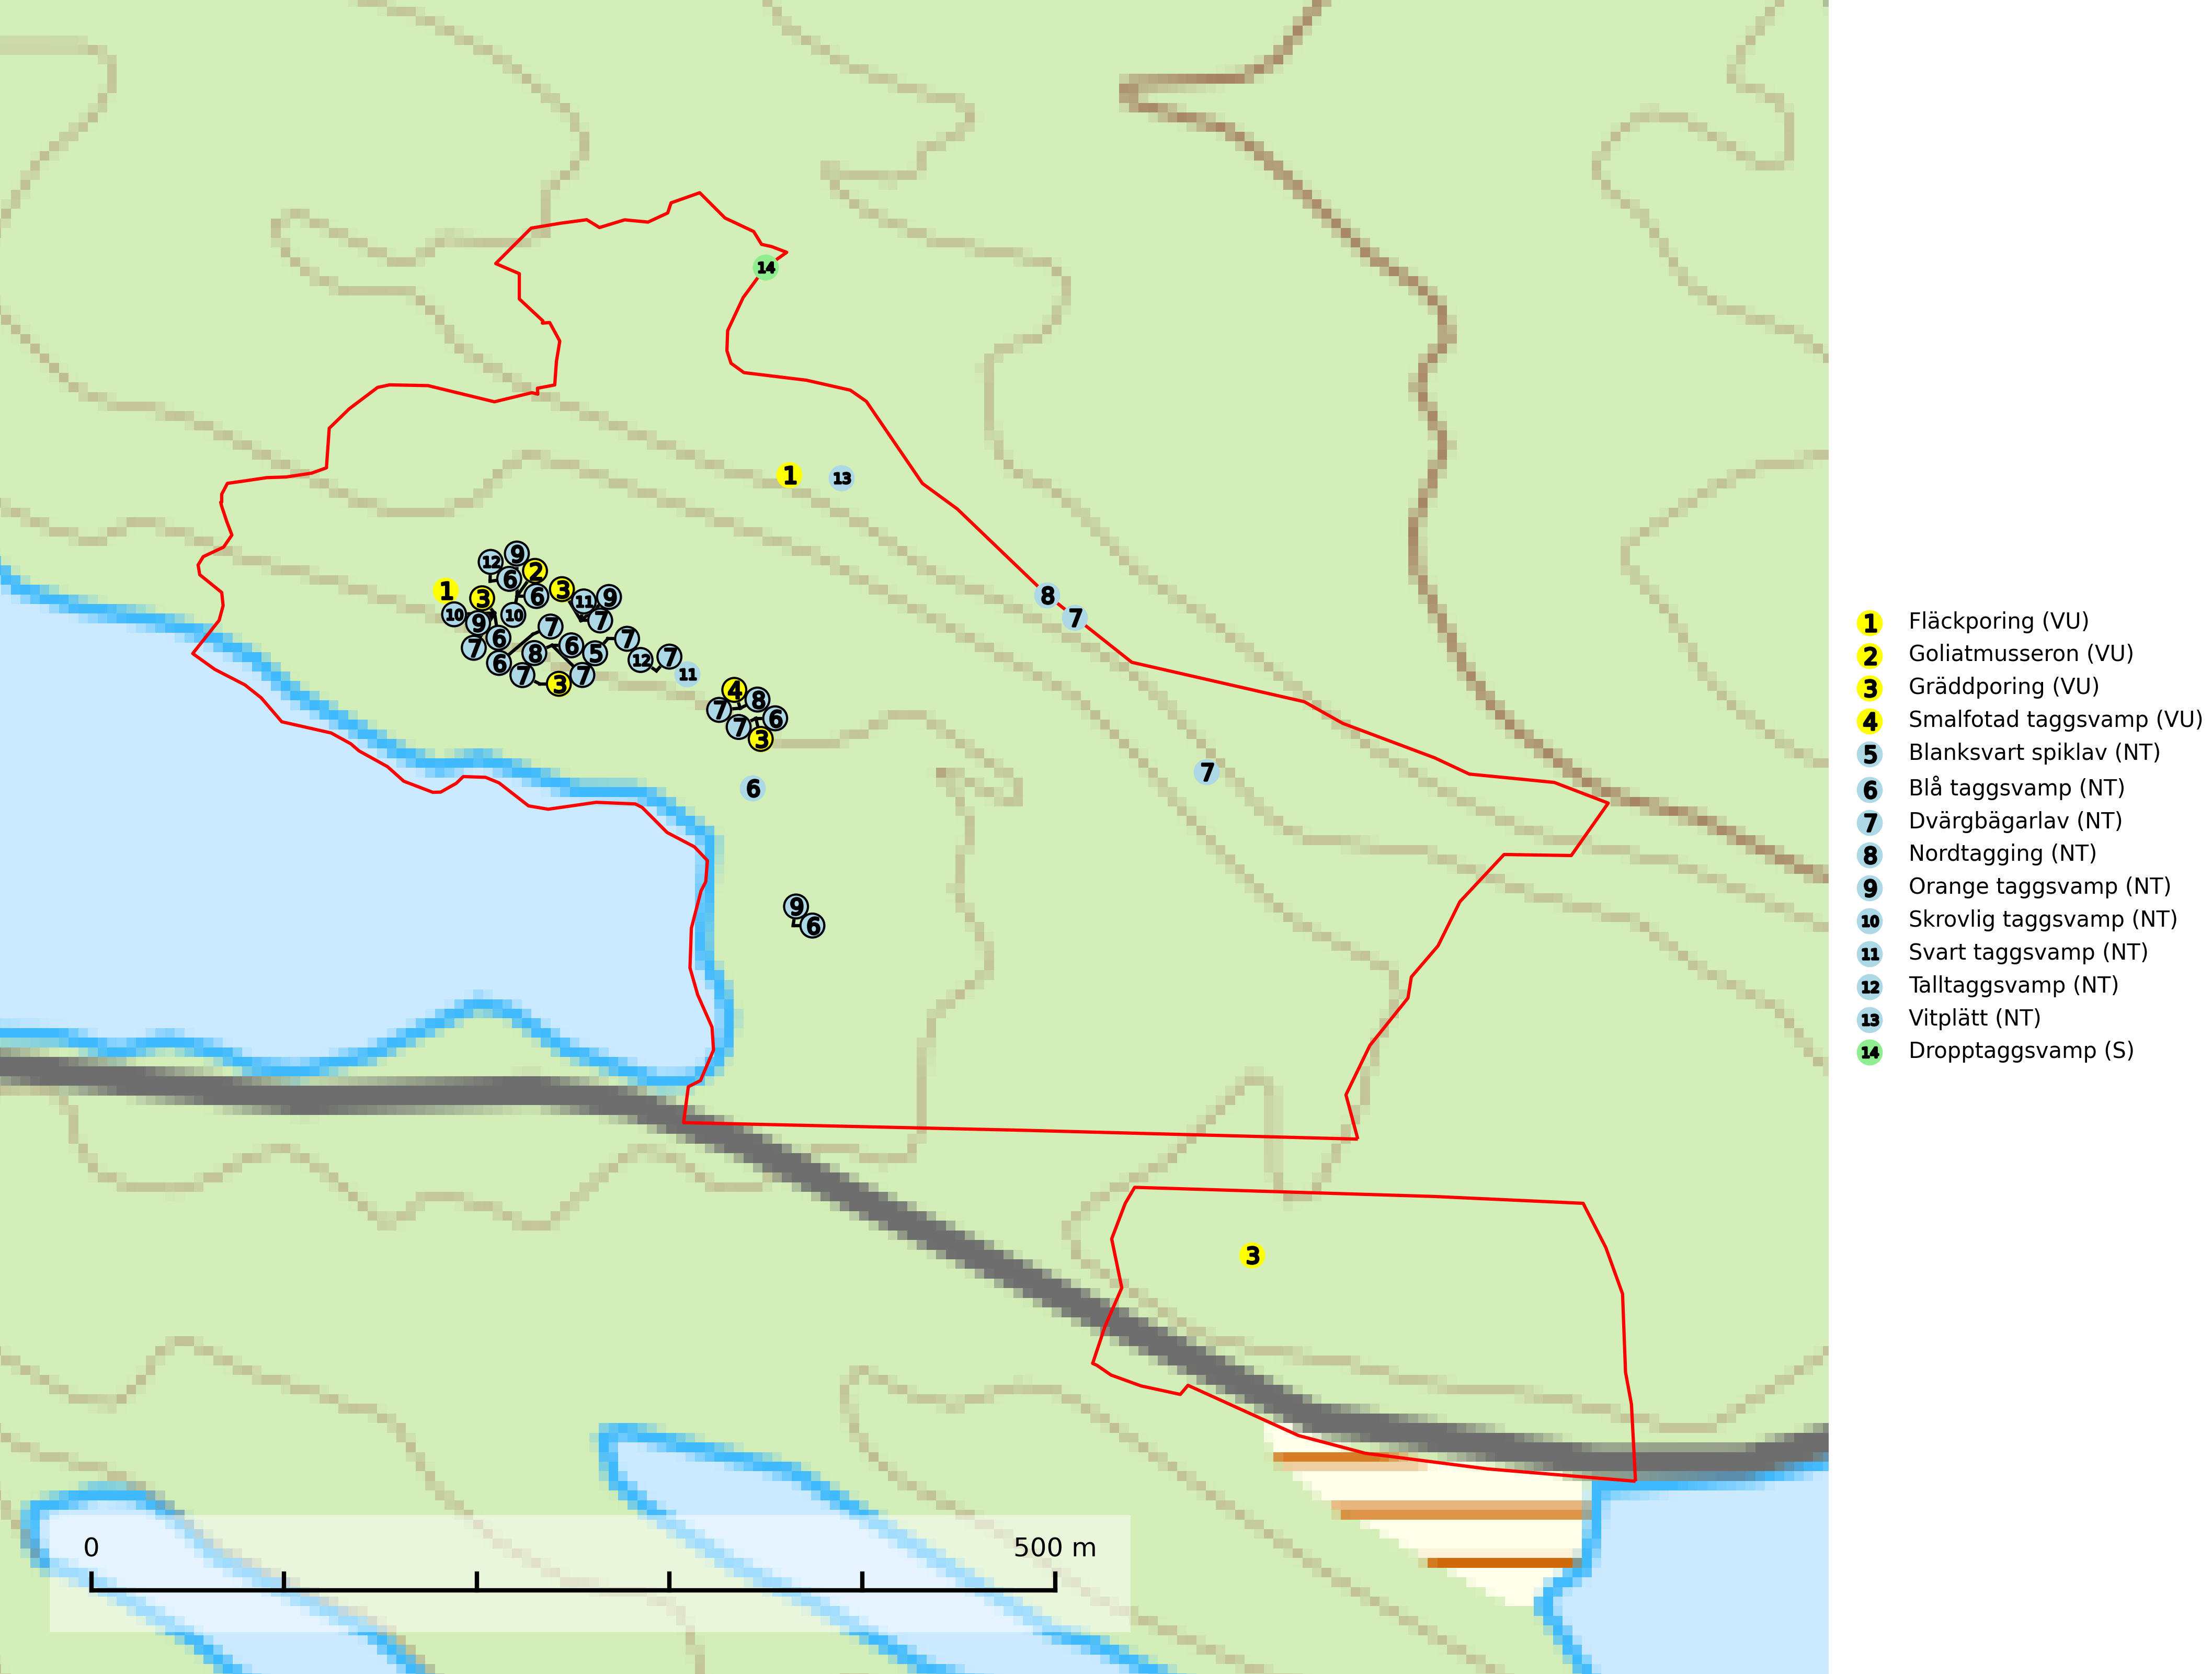 14
1
13
9
12
2
6
3
1
3
6
11
9
8
10
10
7
7
9
7
6
7
6
7
8
5
12
7
6
11
7
7
3
4
8
7
6
7
3
7
6
9
6
3
1 Fläckporing (VU)
2 Goliatmusseron (VU)
3 Gräddporing (VU)
4 Smalfotad taggsvamp (VU)
5 Blanksvart spiklav (NT)
6 Blå taggsvamp (NT)
7 Dvärgbägarlav (NT)
8 Nordtagging (NT)
9 Orange taggsvamp (NT)
10 Skrovlig taggsvamp (NT)
11 Svart taggsvamp (NT)
12 Talltaggsvamp (NT)
13 Vitplätt (NT)
14 Dropptaggsvamp (S)
0 500 m